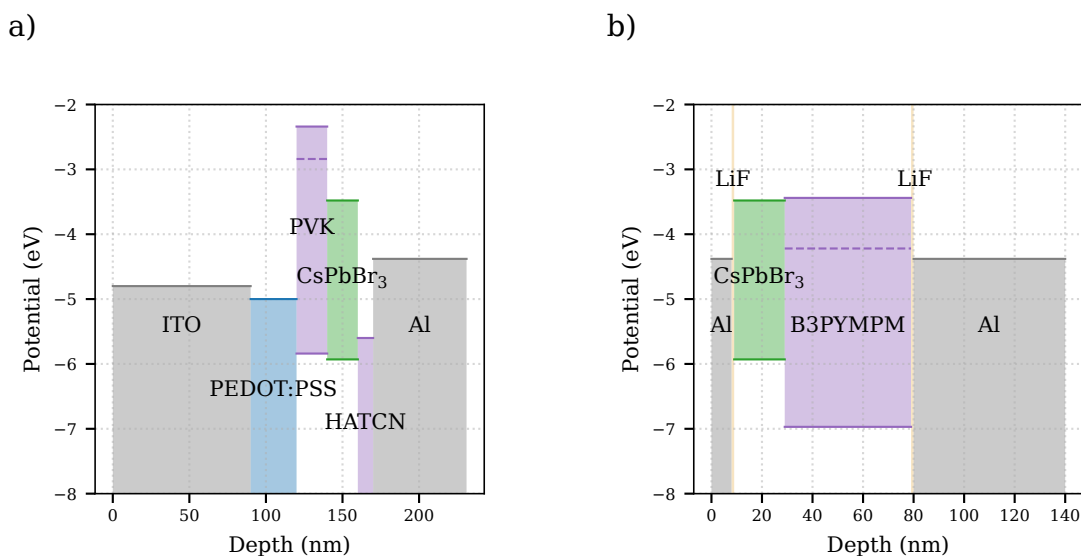 a)
b)
−2
−3
−4
−5
−6
−7
−8
Potential (eV)
PVK
CsPbBr₃
ITO
Al
PEDOT:PSS
HATCN
0
50
100
150
200
Depth (nm)
−2
−3
−4
−5
−6
−7
−8
Potential (eV)
LiF
LiF
CsPbBr₃
Al
B3PYMPM
Al
0
20
40
60
80
100
120
140
Depth (nm)